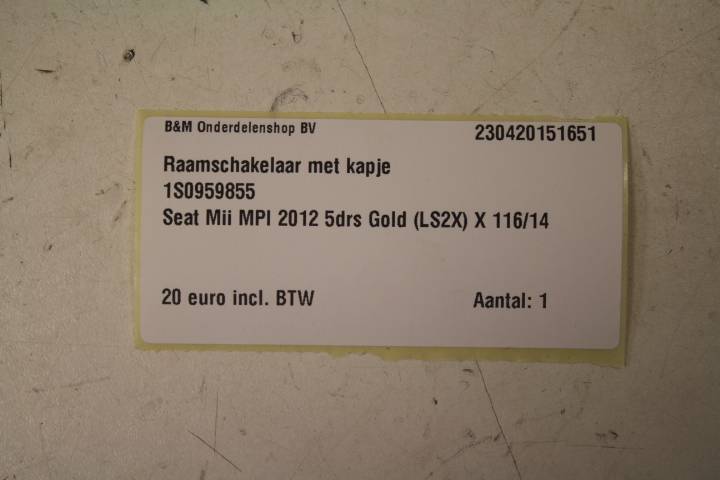 B&M Onderdelenshop BV 230420151651
Raamschakelaar met kapje
1S0959855
Seat Mii MPI 2012 5drs Gold (LS2X) X 116/14
20 euro incl. BTW Aantal: 1